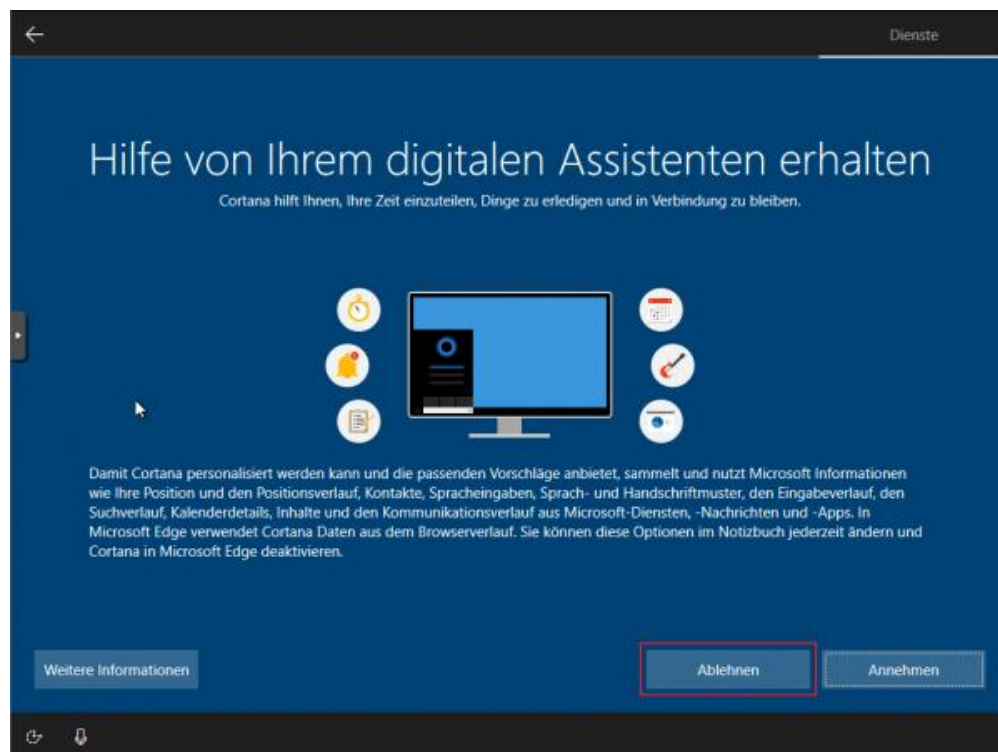 Dienste
Hilfe von Ihrem digitalen Assistenten erhalten
Cortana hilft Ihnen, Ihre Zeit einzuteilen, Dinge zu erledigen und in Verbindung zu bleiben.
Damit Cortana personalisiert werden kann und die passenden Vorschläge anbietet, sammelt und nutzt Microsoft Informationen
wie Ihre Position und den Positionsverlauf, Kontakte, Spracheingaben, Sprach- und Handschriftmuster, den Eingabeverlauf, den
Suchverlauf, Kalenderdetails, Inhalte und den Kommunikationsverlauf aus Microsoft-Diensten, -Nachrichten und -Apps. In
Microsoft Edge verwendet Cortana Daten aus dem Browserverlauf. Sie können diese Optionen im Notizbuch jederzeit ändern und
Cortana in Microsoft Edge deaktivieren.
Weitere Informationen
Ablehnen
Annehmen